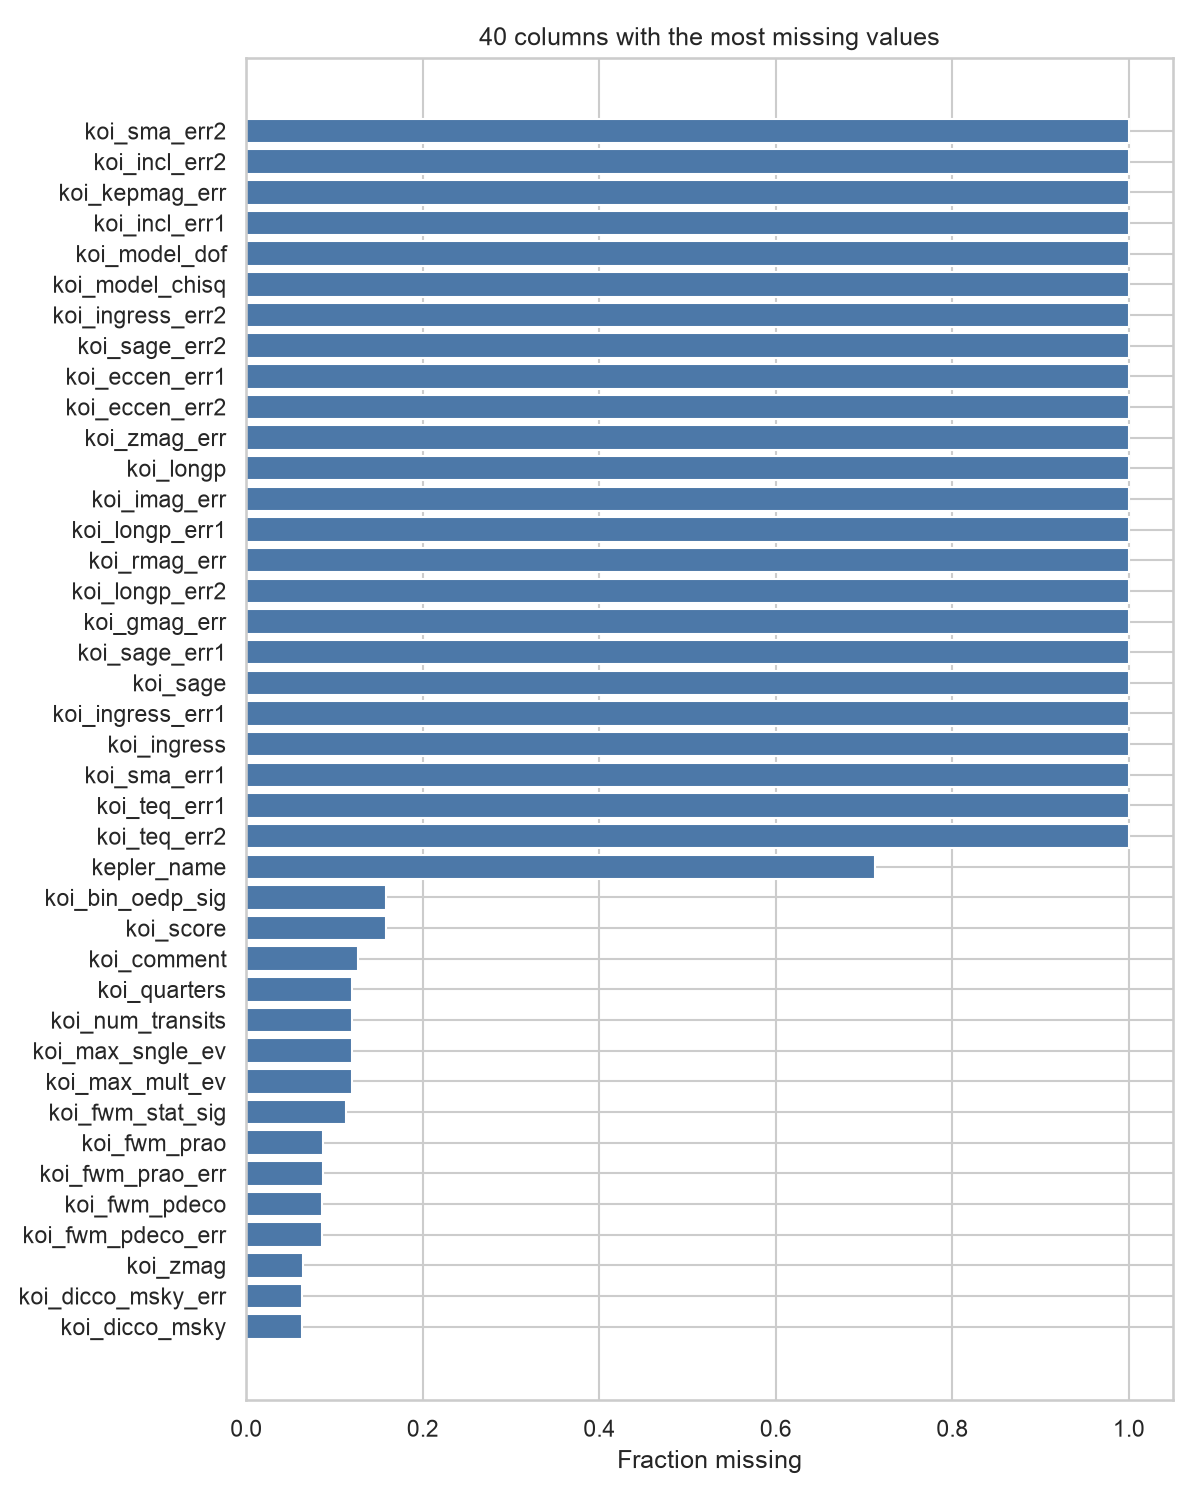 40 columns with the most missing values
koi_sma_err2
koi_incl_err2
koi_kepmag_err
koi_incl_err1
koi_model_dof
koi_model_chisq
koi_ingress_err2
koi_sage_err2
koi_eccen_err1
koi_eccen_err2
koi_zmag_err
koi_longp
koi_imag_err
koi_longp_err1
koi_rmag_err
koi_longp_err2
koi_gmag_err
koi_sage_err1
koi_sage
koi_ingress_err1
koi_ingress
koi_sma_err1
koi_teq_err1
koi_teq_err2
kepler_name
koi_bin_oedp_sig
koi_score
koi_comment
koi_quarters
koi_num_transits
koi_max_sngle_ev
koi_max_mult_ev
koi_fwm_stat_sig
koi_fwm_prao
koi_fwm_prao_err
koi_fwm_pdeco
koi_fwm_pdeco_err
koi_zmag
koi_dicco_msky_err
koi_dicco_msky
0.0 0.2 0.4 0.6 0.8 1.0
Fraction missing